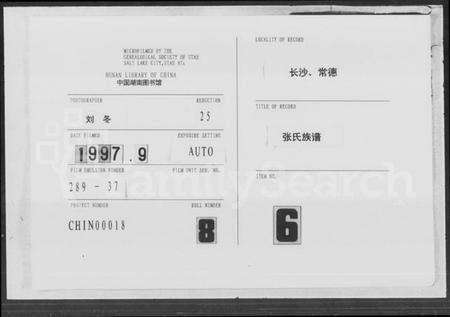 MICROFILMED BY THE
GENEALOGICAL SOCIETY OF UTAH
SALT LAKE CITY, UTAH
HUNAN LIBRARY OF CHINA
中国湖南图书馆
PHOTOGRAPHER REDUCTION
刘 冬 25
DATE FILMED EXPOSURE SETTING
1997.9 AUTO
FILM EMULSION NUMBER FILM UNIT SER. NO.
289 - 37
PROJECT NUMBER ROLL NUMBER
CHIN00018 8
LOCALITY OF RECORD
长沙、常德
TITLE OF RECORD
张氏族谱
ITEM NO.
6
FamilySearch